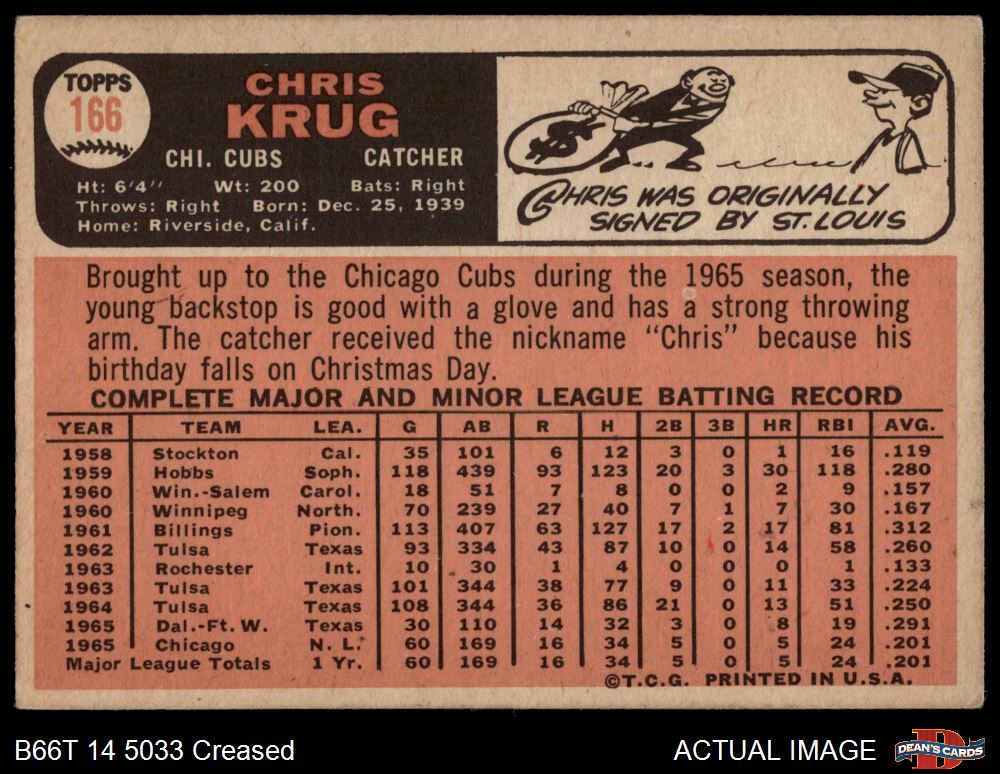 TOPPS
166
CHRIS
KRUG
CHI. CUBS CATCHER
Ht: 6'4" Wt: 200 Bats: Right
Throws: Right Born: Dec. 25, 1939
Home: Riverside, Calif.
$
CHRIS WAS ORIGINALLY
SIGNED BY ST. LOUIS
Brought up to the Chicago Cubs during the 1965 season, the
young backstop is good with a glove and has a strong throwing
arm. The catcher received the nickname "Chris" because his
birthday falls on Christmas Day.
COMPLETE MAJOR AND MINOR LEAGUE BATTING RECORD
YEAR TEAM LEA. G AB R H 2B 3B HR RBI AVG.
1958 Stockton Cal. 35 101 6 12 3 0 1 16 .119
1959 Hobbs Soph. 118 439 93 123 20 3 30 118 .280
1960 Win.-Salem Carol. 18 51 7 8 0 0 2 9 .157
1960 Winnipeg North. 70 239 27 40 7 1 7 30 .167
1961 Billings Pion. 113 407 63 127 17 2 17 81 .312
1962 Tulsa Texas 93 334 43 87 10 0 14 58 .260
1963 Rochester Int. 10 30 1 4 0 0 0 1 .133
1963 Tulsa Texas 101 344 38 77 9 0 11 33 .224
1964 Tulsa Texas 108 344 36 86 21 0 13 51 .250
1965 Dal.-Ft. W. Texas 30 110 14 32 3 0 8 19 .291
1965 Chicago N. L. 60 169 16 34 5 0 5 24 .201
Major League Totals 1 Yr. 60 169 16 34 5 0 5 24 .201
©T.C.G. PRINTED IN U.S.A.
B66T 14 5033 Creased ACTUAL IMAGE D DEAN'S CARDS